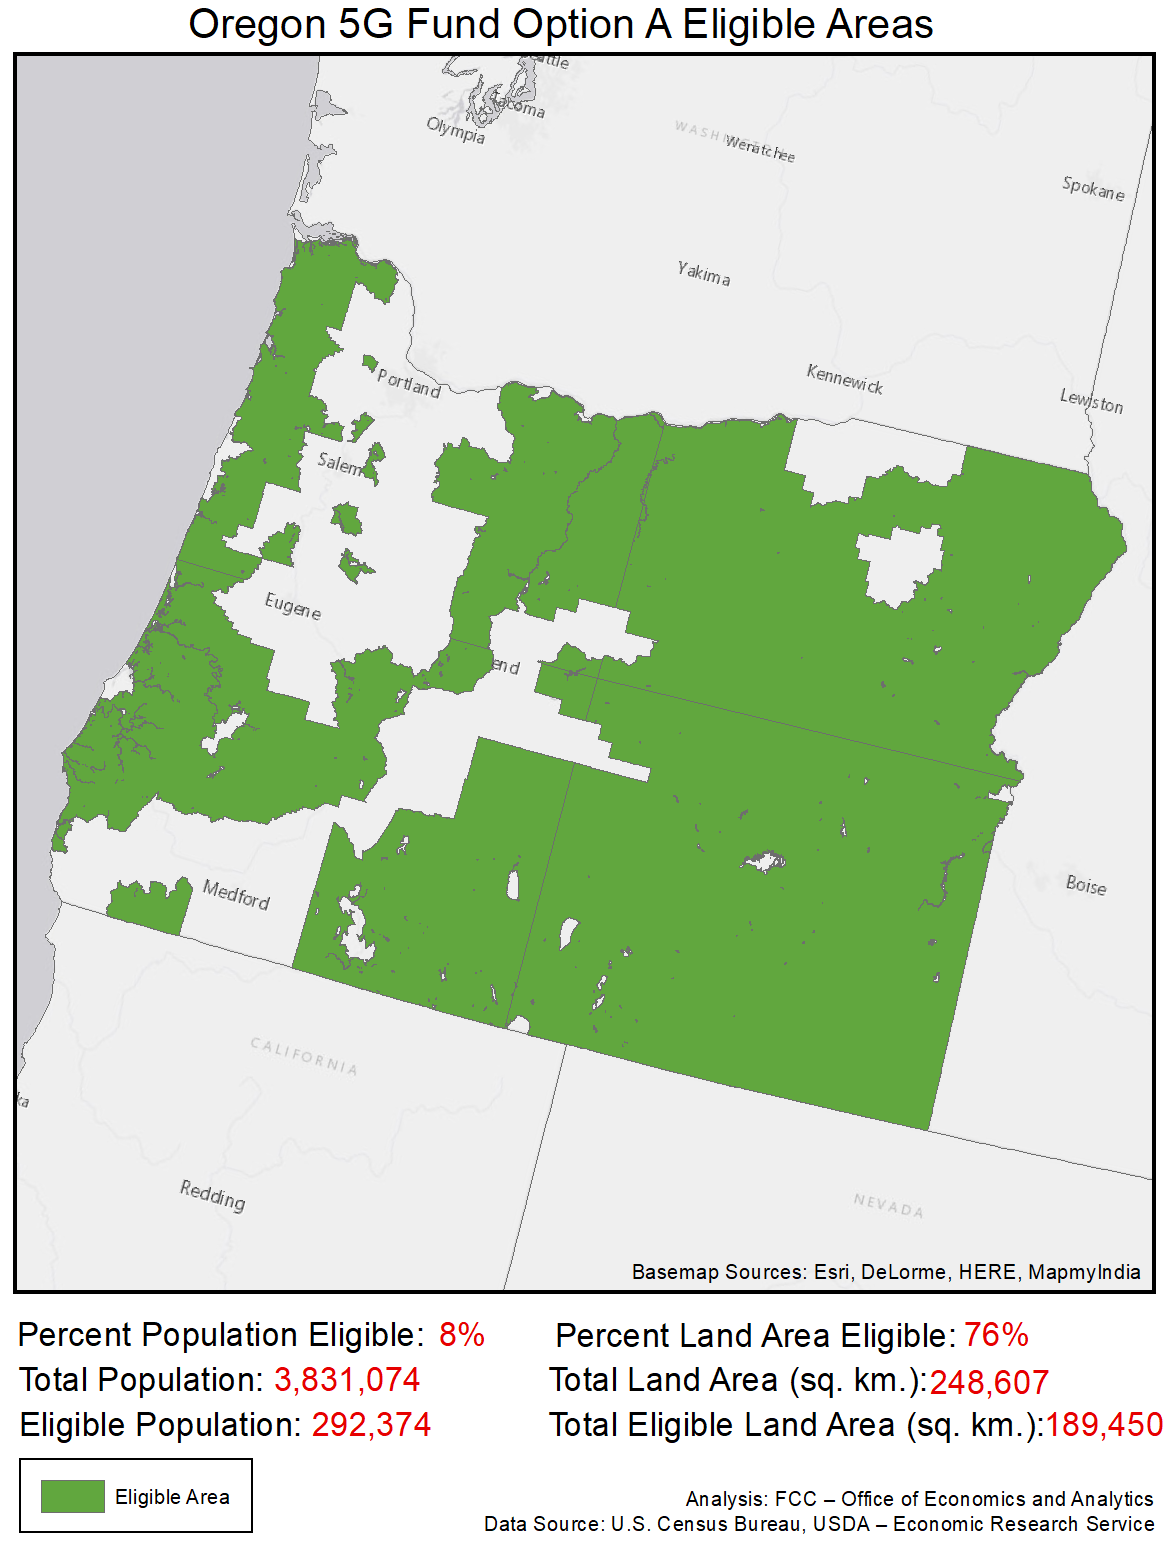 Oregon 5G Fund Option A Eligible Areas
attle
Tacoma
Olympia
Wenatchee
Spokane
Yakima
Kennewick
Lewiston
Portland
Salem
Eugene
end
Medford
Boise
CALIFORNIA
ka
Redding
NEVADA
Basemap Sources: Esri, DeLorme, HERE, MapmyIndia
Percent Population Eligible: 8%
Percent Land Area Eligible: 76%
Total Population: 3,831,074
Total Land Area (sq. km.):248,607
Eligible Population: 292,374
Total Eligible Land Area (sq. km.):189,450
Eligible Area
Analysis: FCC – Office of Economics and Analytics
Data Source: U.S. Census Bureau, USDA – Economic Research Service